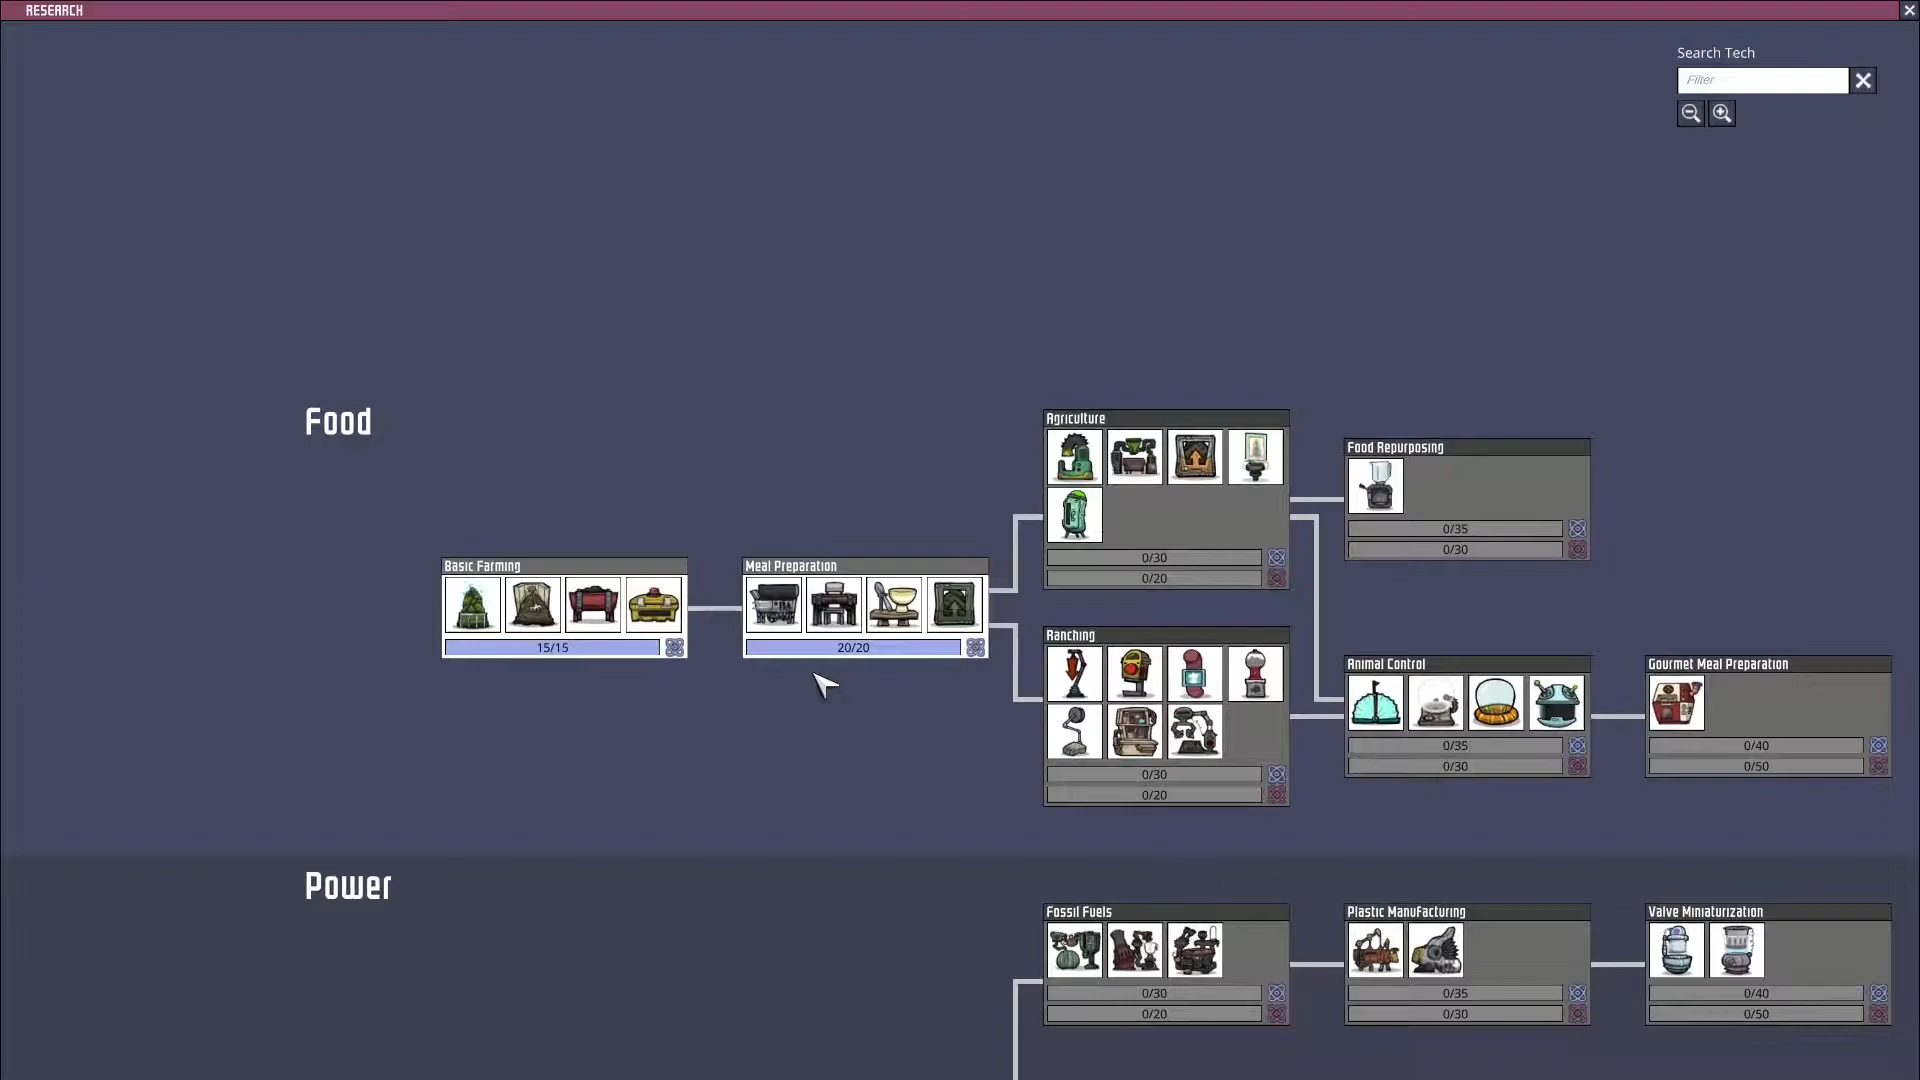 RESEARCH
Search Tech
Filter
Food
Agriculture
0/30
0/20
Food Repurposing
0/35
0/30
Basic Farming
15/15
Meal Preparation
20/20
Ranching
0/30
0/20
Animal Control
0/35
0/30
Gourmet Meal Preparation
0/40
0/50
Power
Fossil Fuels
0/30
0/20
Plastic Manufacturing
0/35
0/30
Valve Miniaturization
0/40
0/50